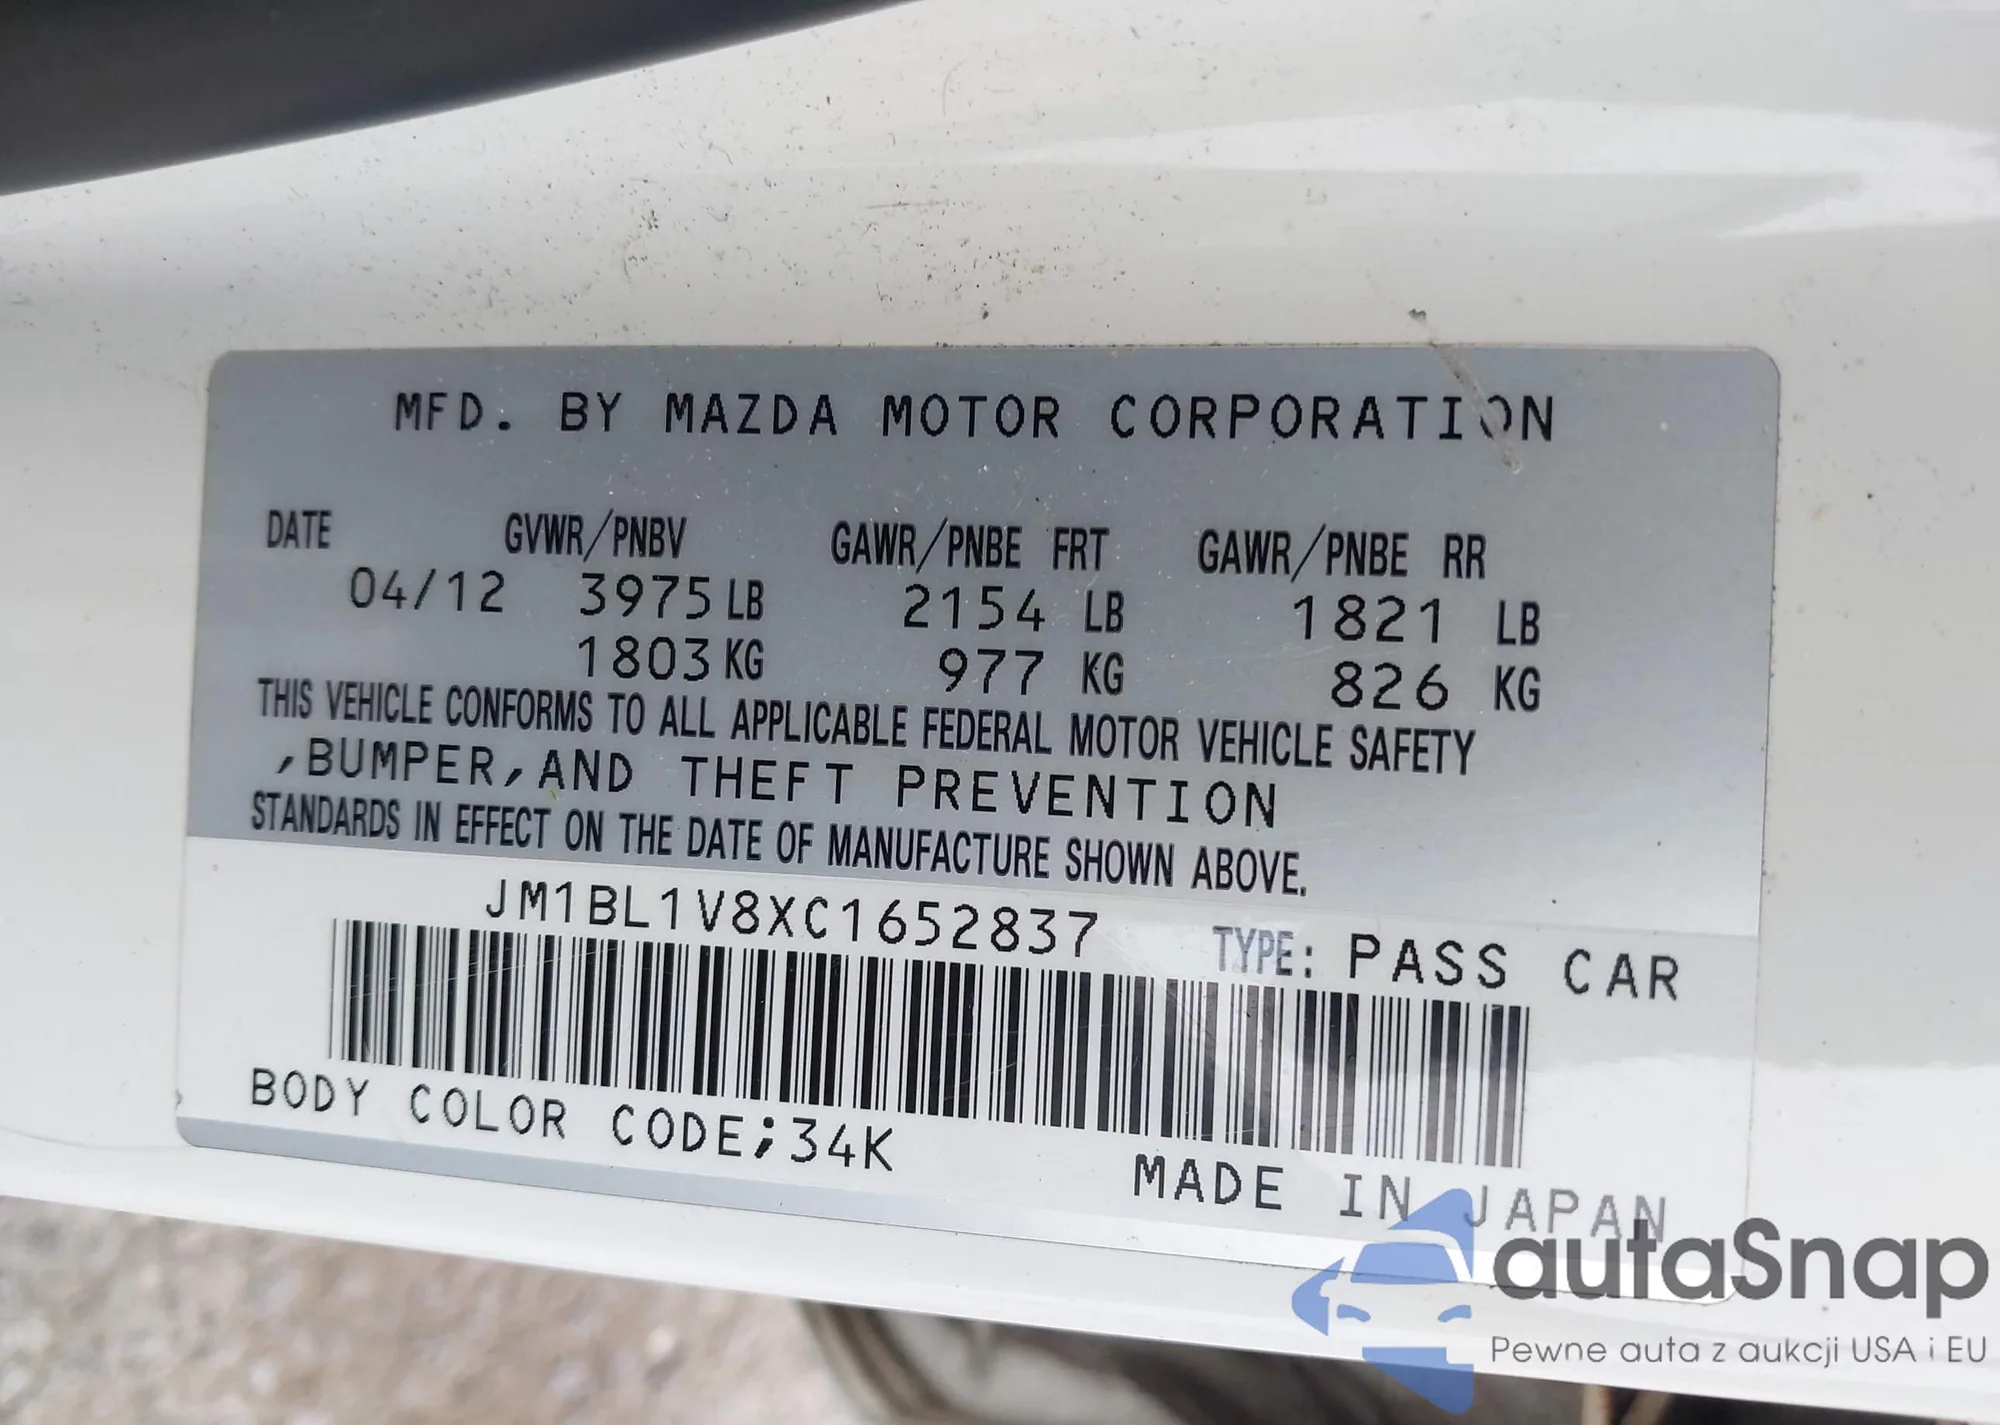 MFD. BY MAZDA MOTOR CORPORATION
DATE GVWR/PNBV GAWR/PNBE FRT GAWR/PNBE RR
04/12 3975 LB 2154 LB 1821 LB
1803 KG 977 KG 826 KG
THIS VEHICLE CONFORMS TO ALL APPLICABLE FEDERAL MOTOR VEHICLE SAFETY
,BUMPER,AND THEFT PREVENTION
STANDARDS IN EFFECT ON THE DATE OF MANUFACTURE SHOWN ABOVE.
JM1BL1V8XC1652837 TYPE: PASS CAR
BODY COLOR CODE;34K
MADE IN JAPAN
autaSnap
Pewne auta z aukcji USA i EU